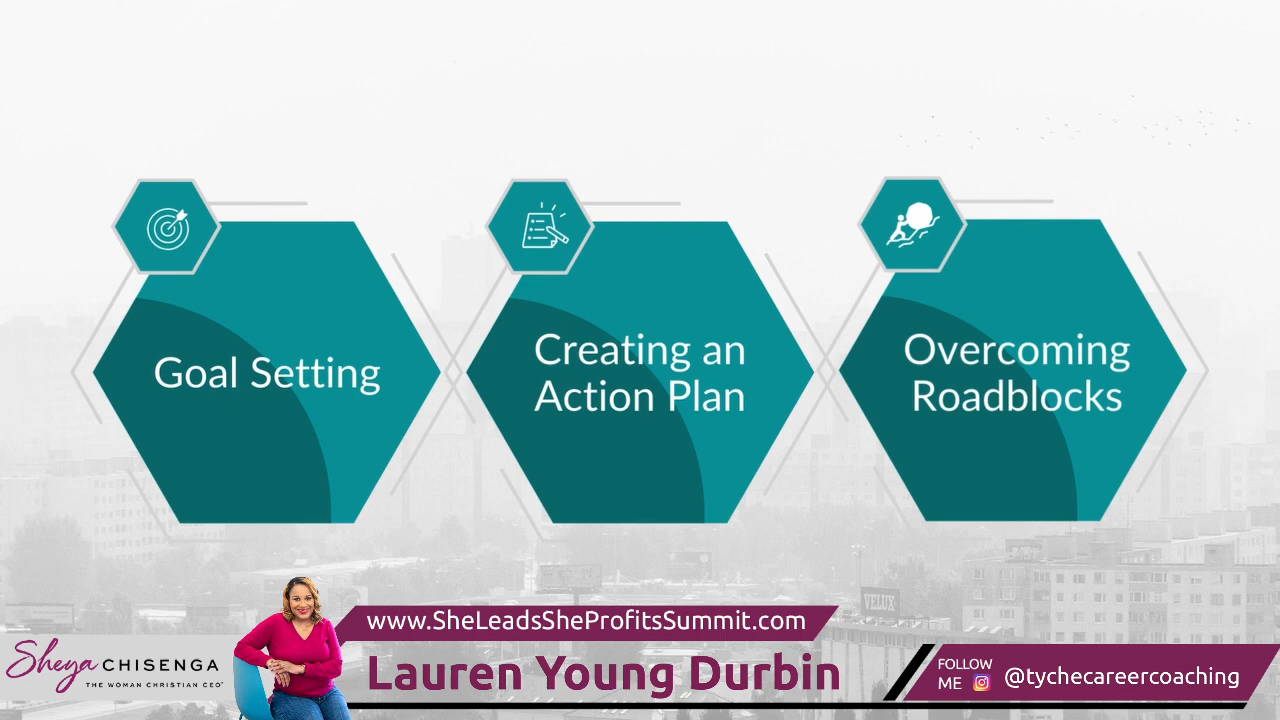 Goal Setting
Creating an
Action Plan
Overcoming
Roadblocks
VELUX
www.SheLeadsSheProfitsSummit.com
Sheya CHISENGA
THE WOMAN CHRISTIAN CEO
Lauren Young Durbin
FOLLOW
ME
@tychecareercoaching